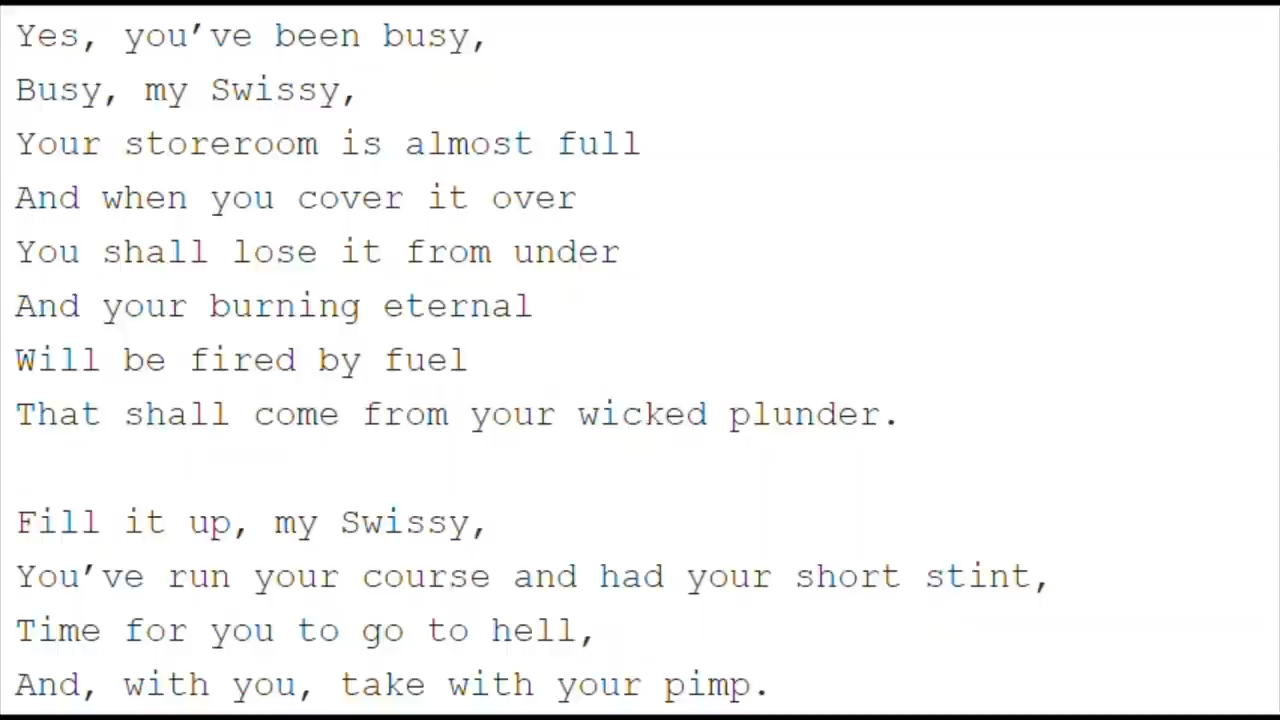 Yes, you’ve been busy,
Busy, my Swissy,
Your storeroom is almost full
And when you cover it over
You shall lose it from under
And your burning eternal
Will be fired by fuel
That shall come from your wicked plunder.
Fill it up, my Swissy,
You’ve run your course and had your short stint,
Time for you to go to hell,
And, with you, take with your pimp.